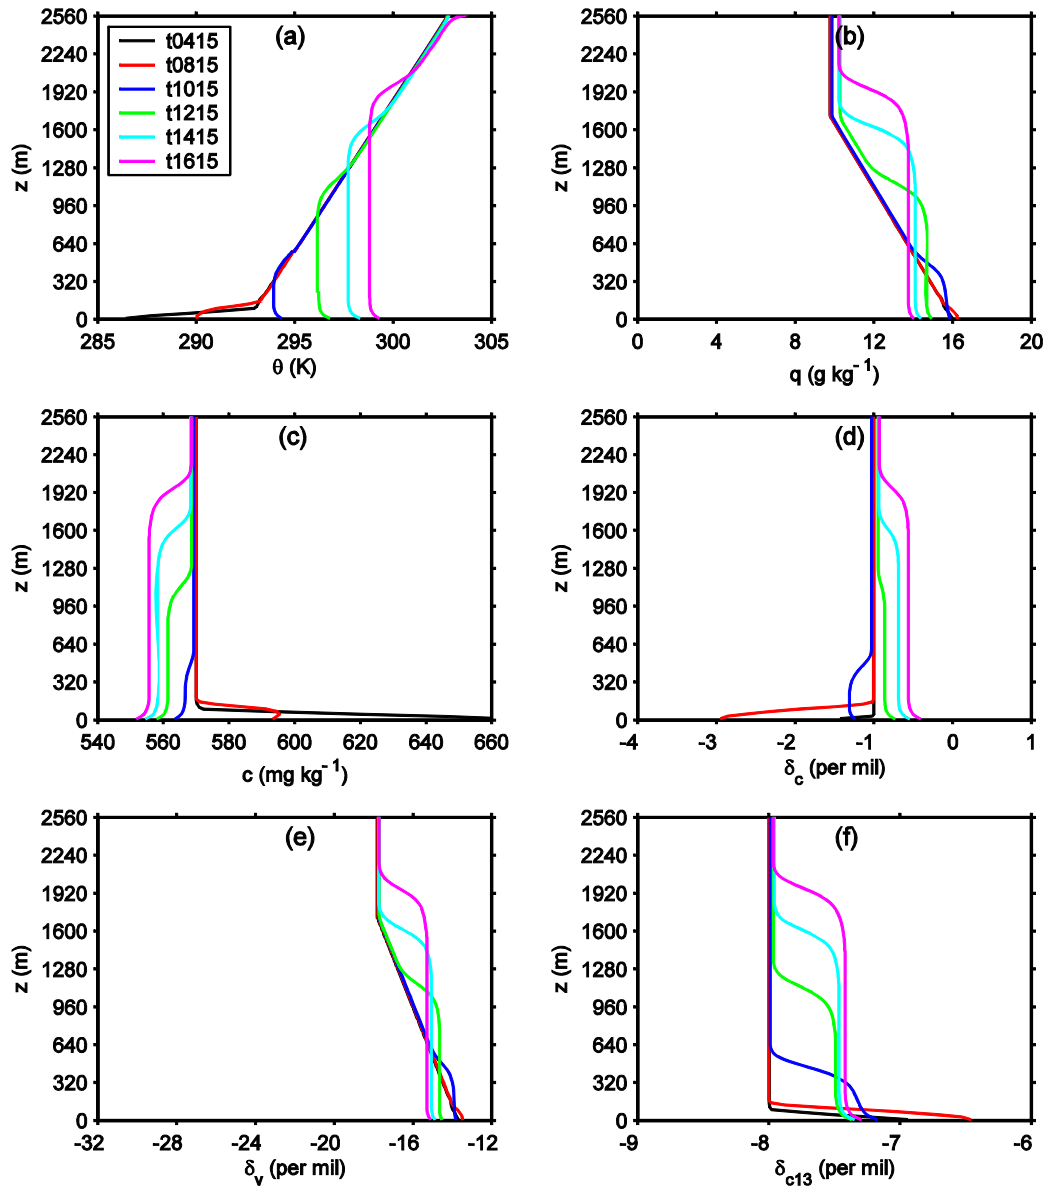 2560
2240
1920
1600
1280
960
640
320
0
z (m)
(a)
t0415
t0815
t1015
t1215
t1415
t1615
285 290 295 300 305
θ (K)
2560
2240
1920
1600
1280
960
640
320
0
z (m)
(b)
0 4 8 12 16 20
q (g kg⁻¹)
2560
2240
1920
1600
1280
960
640
320
0
z (m)
(c)
540 560 580 600 620 640 660
c (mg kg⁻¹)
2560
2240
1920
1600
1280
960
640
320
0
z (m)
(d)
-4 -3 -2 -1 0 1
δc (per mil)
2560
2240
1920
1600
1280
960
640
320
0
z (m)
(e)
-32 -28 -24 -20 -16 -12
δv (per mil)
2560
2240
1920
1600
1280
960
640
320
0
z (m)
(f)
-9 -8 -7 -6
δc13 (per mil)